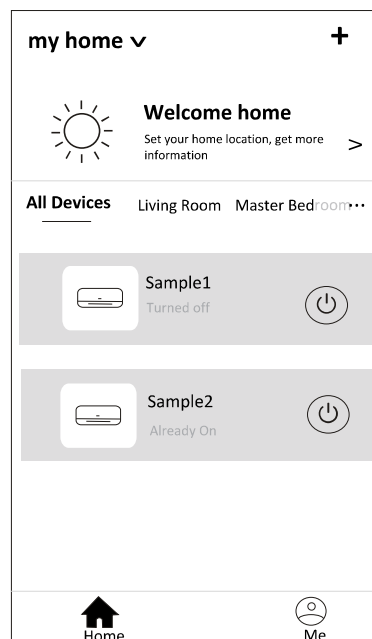 my home
Welcome home
Set your home location, get more
information
All Devices Living Room Master Bedroom
Sample1
Turned off
Sample2
Already On
Home
Me